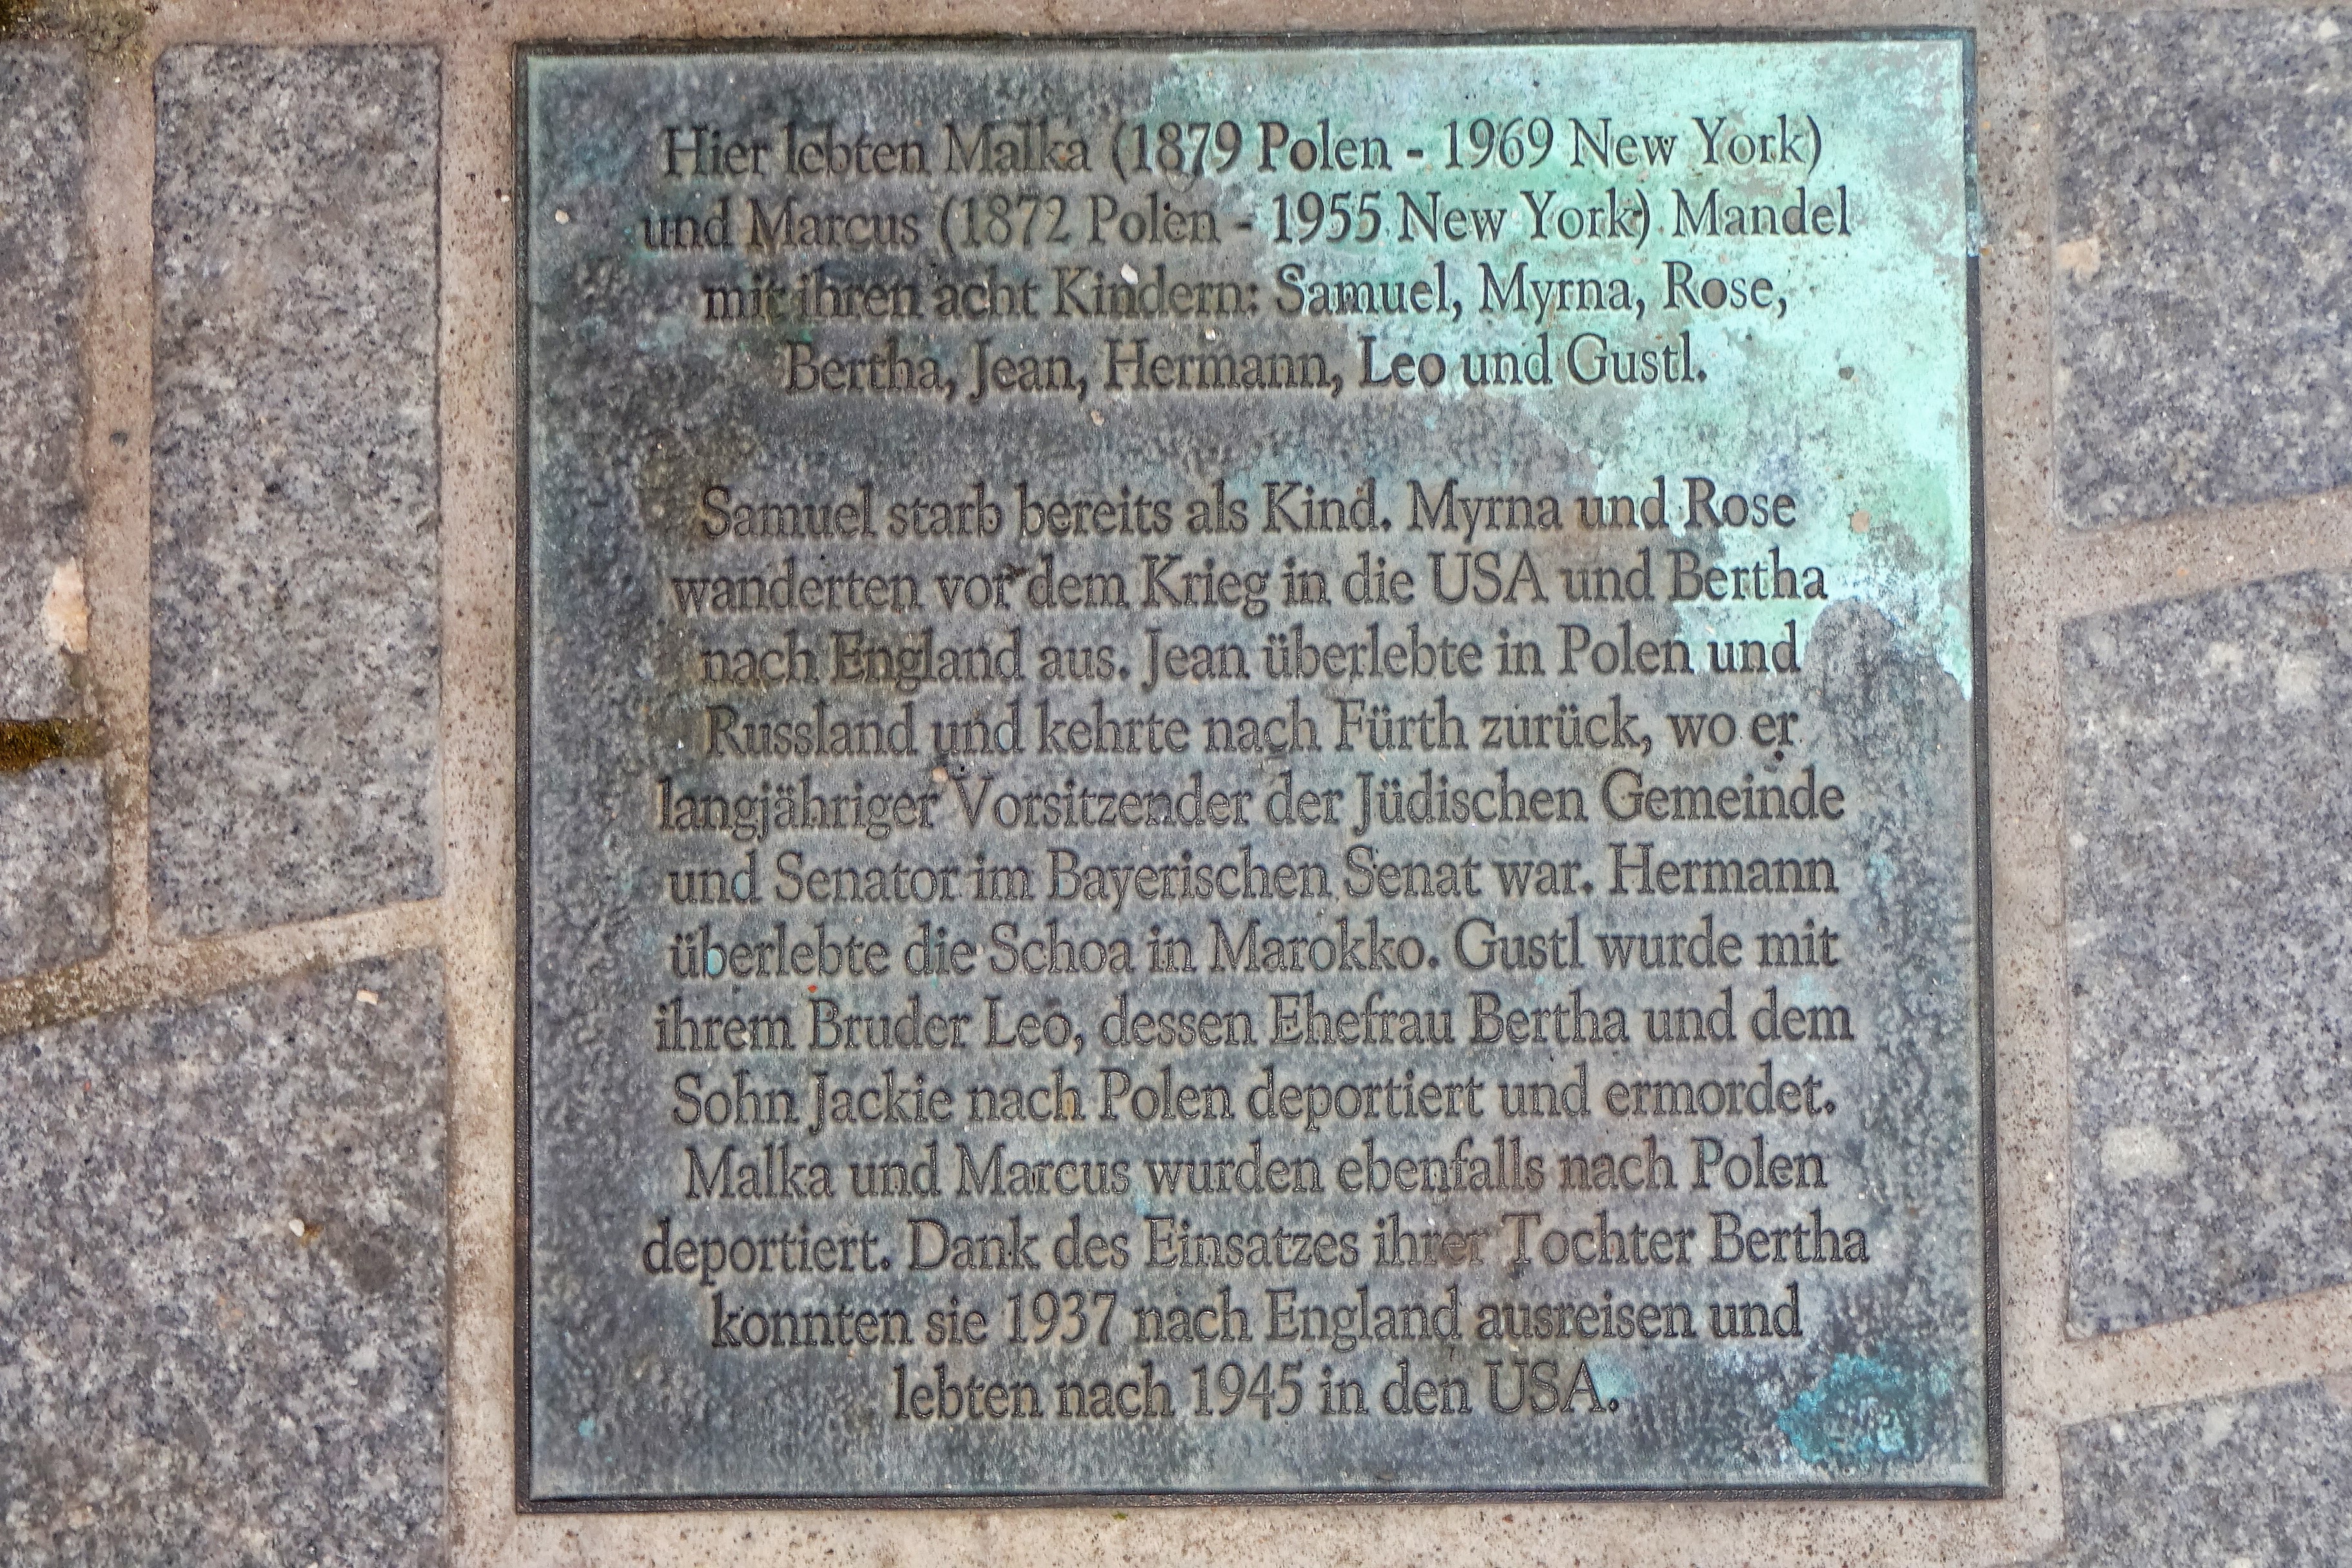 Hier lebten Malka (1879 Polen - 1969 New York)
und Marcus (1872 Polen - 1955 New York) Mandel
mit ihren acht Kindern: Samuel, Myrna, Rose,
Bertha, Jean, Hermann, Leo und Gustl.
Samuel starb bereits als Kind. Myrna und Rose
wanderten vor dem Krieg in die USA und Bertha
nach England aus. Jean überlebte in Polen und
Russland und kehrte nach Fürth zurück, wo er
langjähriger Vorsitzender der Jüdischen Gemeinde
und Senator im Bayerischen Senat war. Hermann
überlebte die Schoa in Marokko. Gustl wurde mit
ihrem Bruder Leo, dessen Ehefrau Bertha und dem
Sohn Jackie nach Polen deportiert und ermordet.
Malka und Marcus wurden ebenfalls nach Polen
deportiert. Dank des Einsatzes ihrer Tochter Bertha
konnten sie 1937 nach England ausreisen und
lebten nach 1945 in den USA.